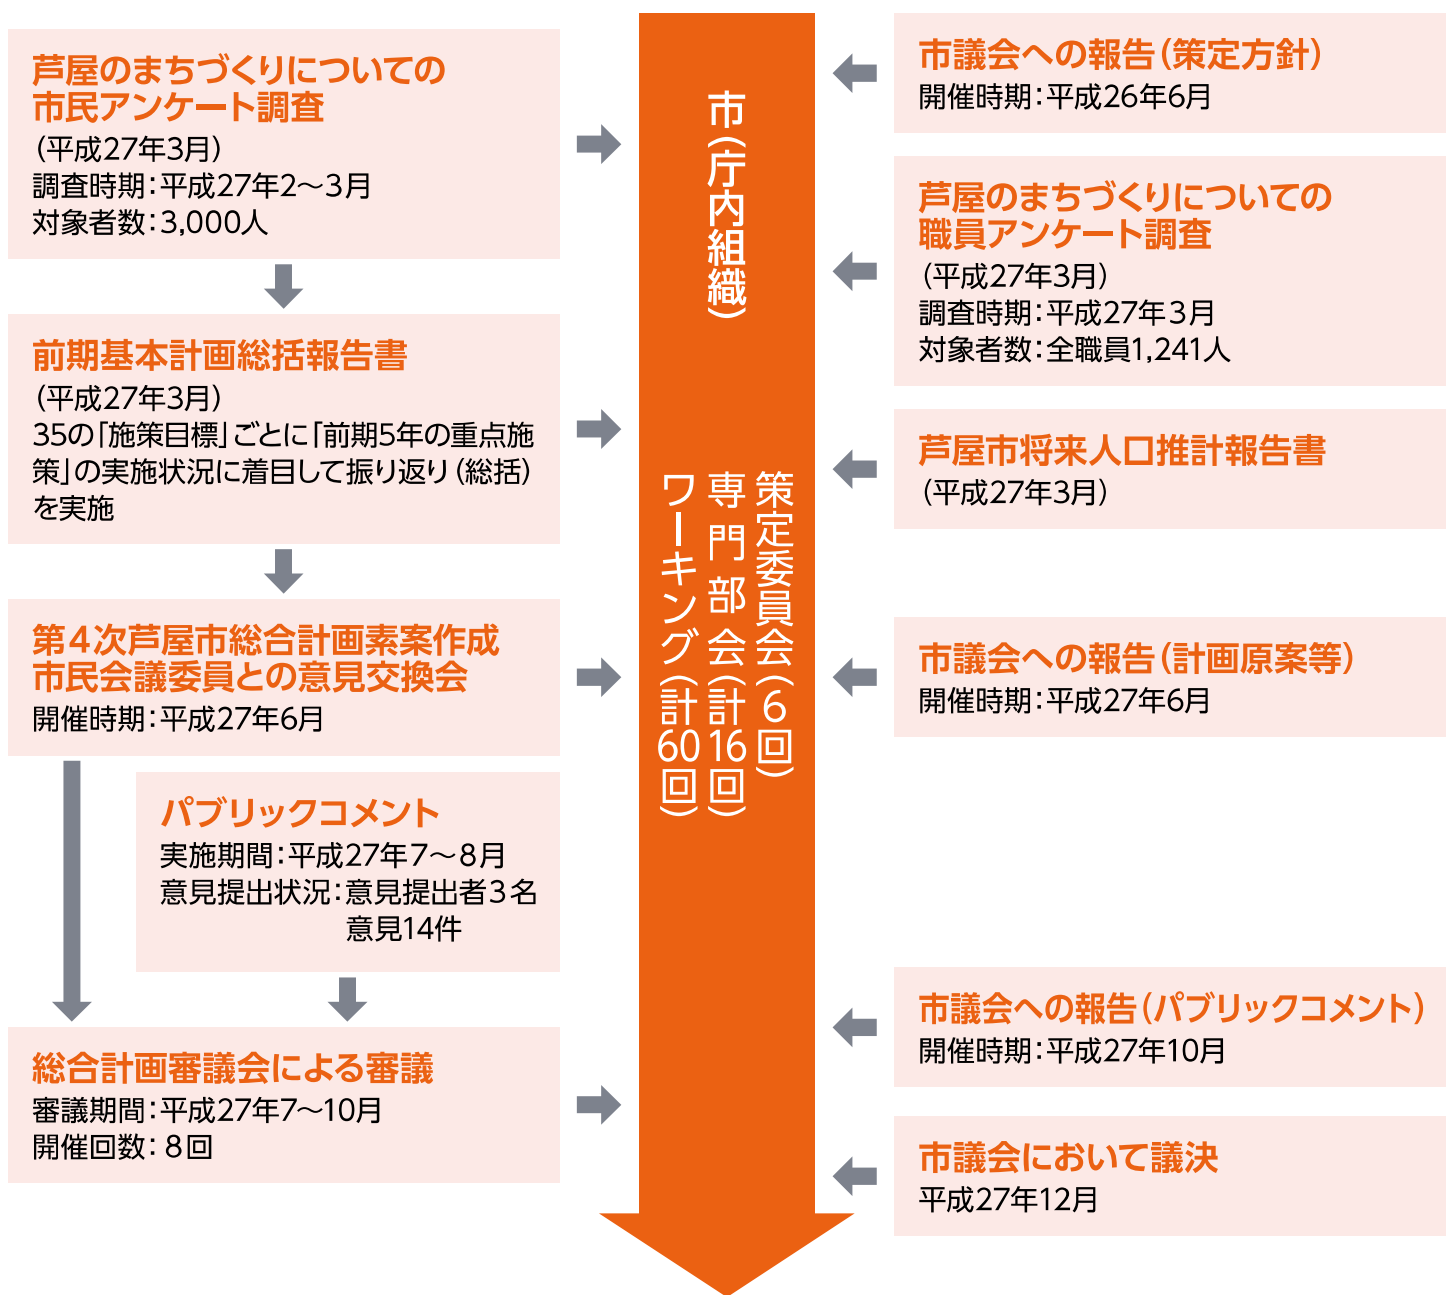 芦屋のまちづくりについての
市民アンケート調査
（平成27年3月）
調査時期：平成27年2～3月
対象者数：3,000人
前期基本計画総括報告書
（平成27年3月）
35の「施策目標」ごとに「前期5年の重点施
策」の実施状況に着目して振り返り（総括）
を実施
第４次芦屋市総合計画素案作成
市民会議委員との意見交換会
開催時期：平成27年6月
パブリックコメント
実施期間：平成27年７～８月
意見提出状況：意見提出者３名
意見14件
総合計画審議会による審議
審議期間：平成27年7～10月
開催回数：８回
市（庁内組織）
策定委員会（６回）
専門部会（計16回）
ワーキング（計60回）
市議会への報告（策定方針）
開催時期：平成26年6月
芦屋のまちづくりについての
職員アンケート調査
（平成27年3月）
調査時期：平成27年３月
対象者数：全職員1,241人
芦屋市将来人口推計報告書
（平成27年3月）
市議会への報告（計画原案等）
開催時期：平成27年6月
市議会への報告（パブリックコメント）
開催時期：平成27年10月
市議会において議決
平成27年12月